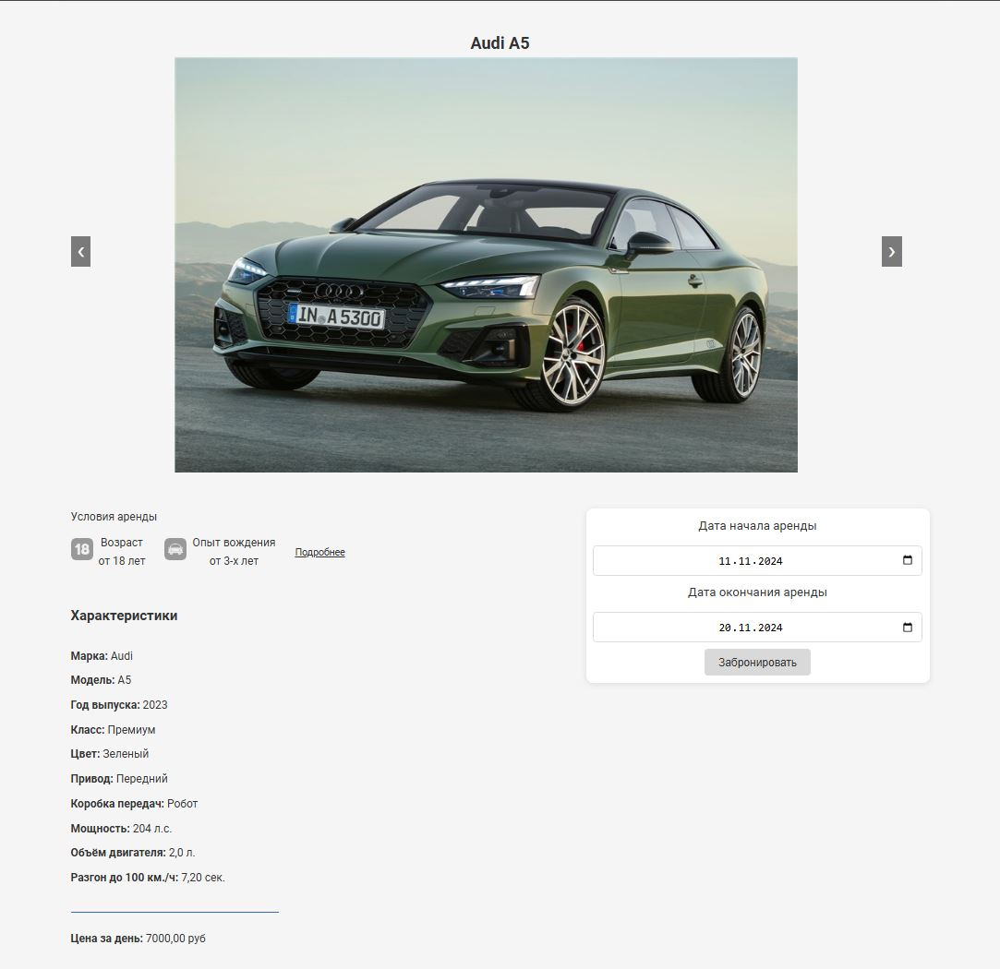 Audi A5
❮
❯
IN A 5300
Условия аренды
18
Возраст
от 18 лет
Опыт вождения
от 3-х лет
Подробнее
Дата начала аренды
11.11.2024
Дата окончания аренды
20.11.2024
Забронировать
Характеристики
Марка: Audi
Модель: A5
Год выпуска: 2023
Класс: Премиум
Цвет: Зеленый
Привод: Передний
Коробка передач: Робот
Мощность: 204 л.с.
Объём двигателя: 2,0 л.
Разгон до 100 км./ч: 7,20 сек.
Цена за день: 7000,00 руб